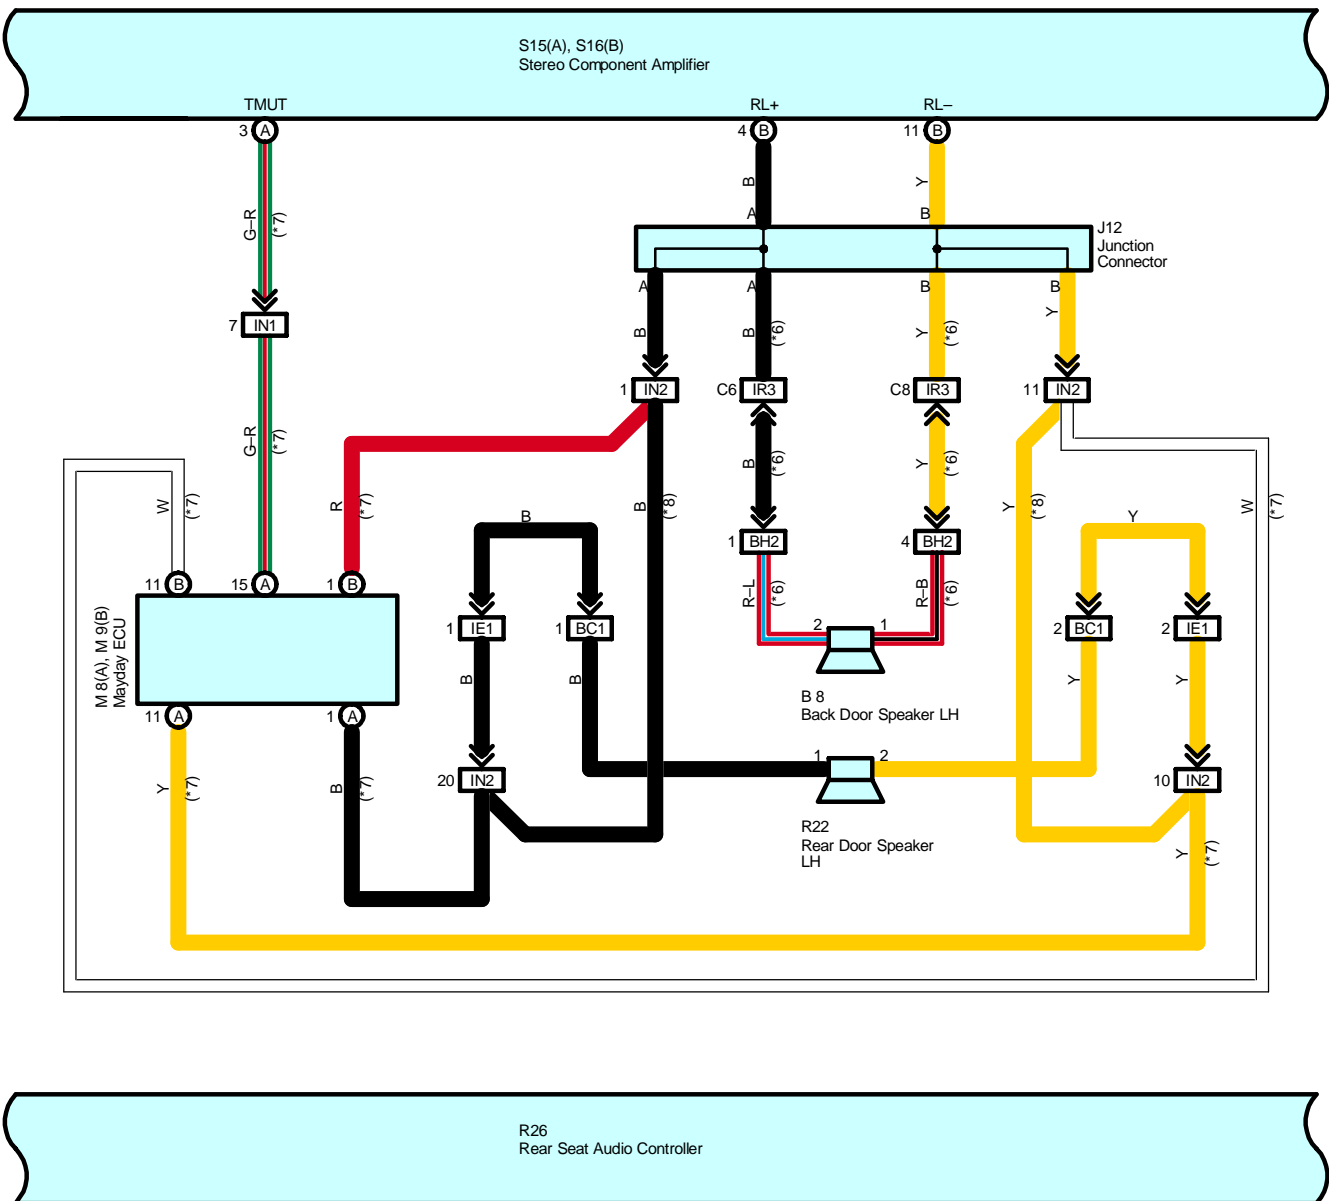 S15(A), S16(B)
Stereo Component Amplifier
TMUT
RL+
RL–
3 A
4 B
11 B
B
Y
G–R
(*7)
A
B
J12
Junction
Connector
A
A
B
B
B
B
(*6)
Y
(*6)
Y
7 IN1
1 IN2
C6 IR3
C8 IR3
11 IN2
G–R
(*7)
B
(*6)
Y
(*6)
W
(*7)
R
(*7)
B
(*8)
Y
(*8)
W
(*7)
B
Y
1 BH2
4 BH2
11 B
15 A
1 B
R–L
(*6)
R–B
(*6)
1 IE1
1 BC1
2
1
2 BC1
2 IE1
M 8(A), M 9(B)
Mayday ECU
B
B
Y
Y
B 8
Back Door Speaker LH
11 A
1 A
1
2
Y
(*7)
B
(*7)
20 IN2
10 IN2
R22
Rear Door Speaker
LH
Y
(*7)
R26
Rear Seat Audio Controller